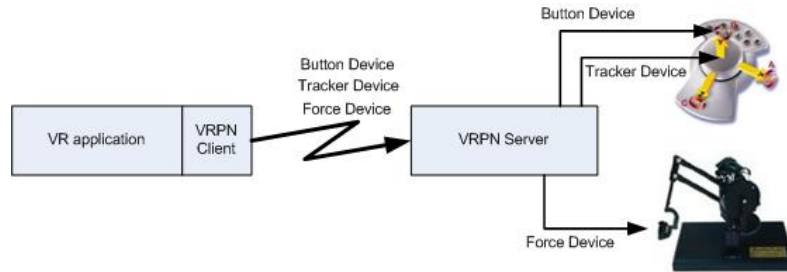 Button Device
Tracker Device
Button Device
Tracker Device
Force Device
VR application
VRPN
Client
VRPN Server
Force Device